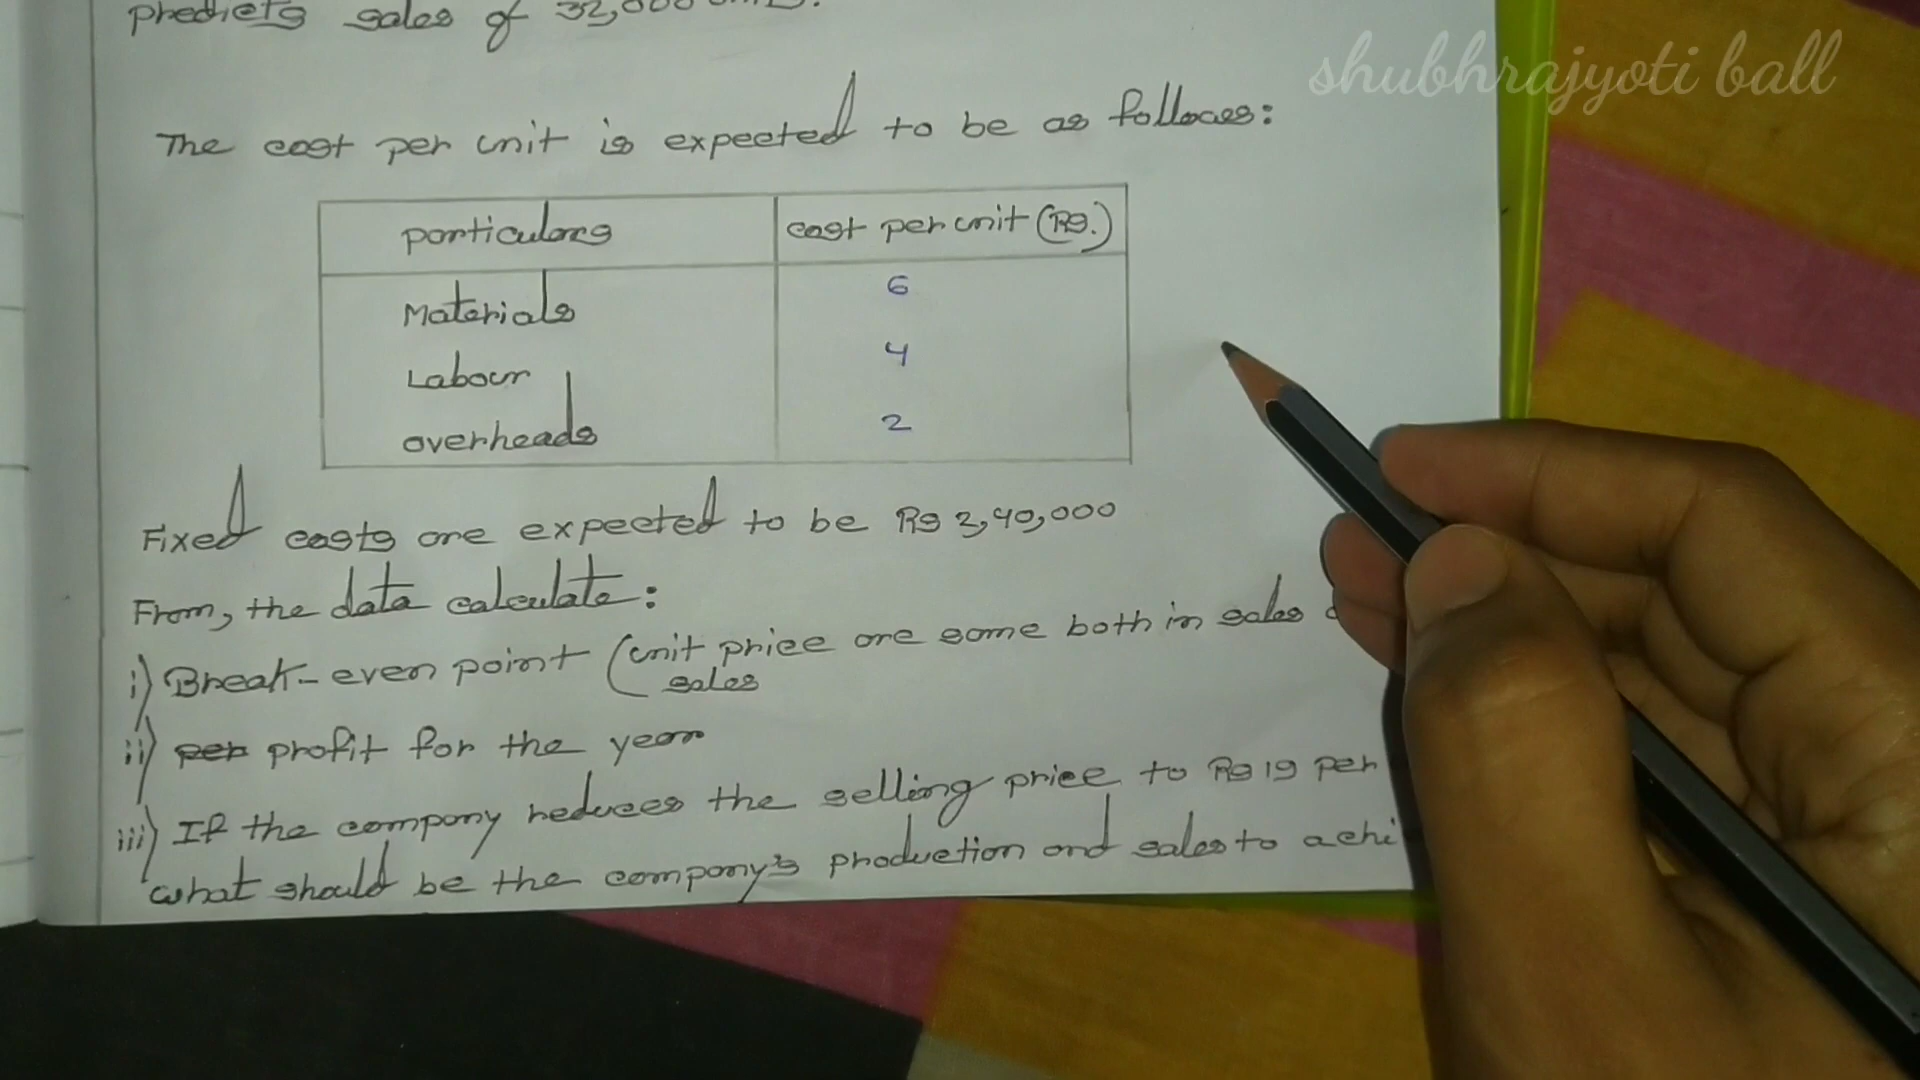 shubhrajyoti ball
predicts sales of 32,000 units.
The cost per unit is expected to be as follows:
particulars cost per unit (Rs.)
Materials 6
Labour 4
overheads 2
Fixed costs are expected to be Rs 2,40,000
From, the data calculate:
i) Break-even point (unit price are same both in sales
sales
ii) per profit for the year
iii) If the company reduces the selling price to Rs 19 per
what should be the company's production and sales to achi